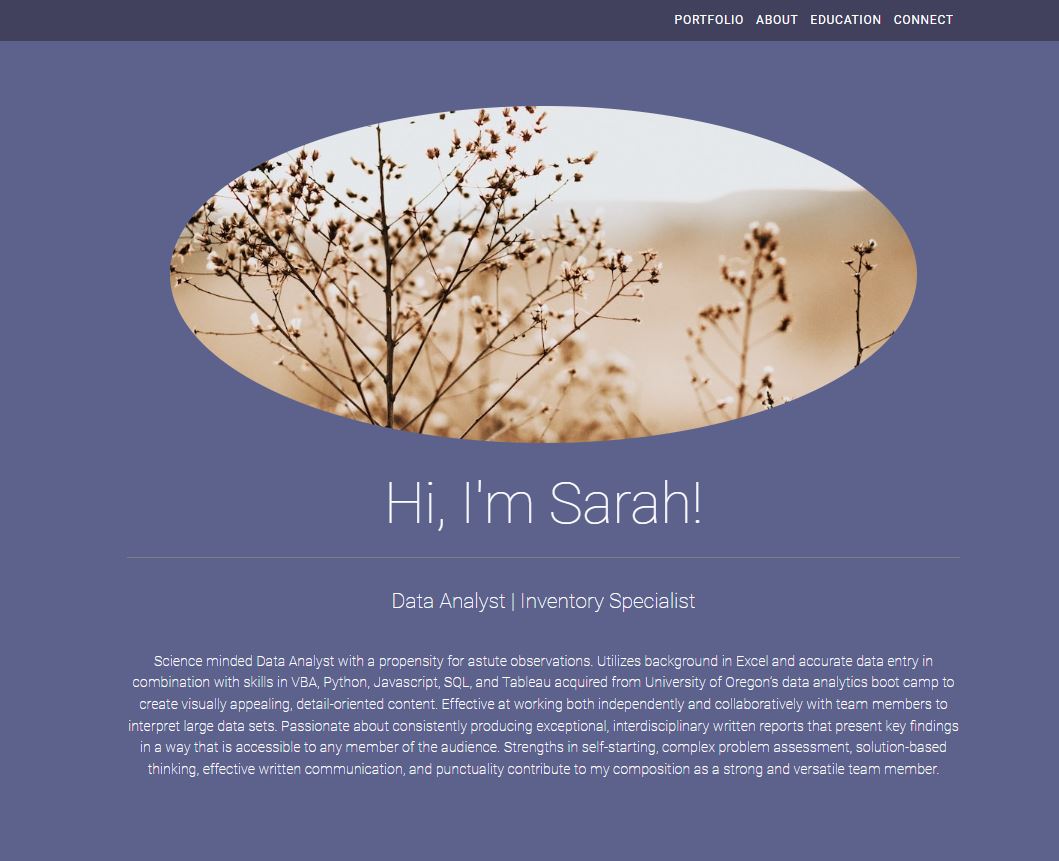 PORTFOLIO ABOUT EDUCATION CONNECT
Hi, I'm Sarah!
Data Analyst | Inventory Specialist
Science minded Data Analyst with a propensity for astute observations. Utilizes background in Excel and accurate data entry in
combination with skills in VBA, Python, Javascript, SQL, and Tableau acquired from University of Oregon's data analytics boot camp to
create visually appealing, detail-oriented content. Effective at working both independently and collaboratively with team members to
interpret large data sets. Passionate about consistently producing exceptional, interdisciplinary written reports that present key findings
in a way that is accessible to any member of the audience. Strengths in self-starting, complex problem assessment, solution-based
thinking, effective written communication, and punctuality contribute to my composition as a strong and versatile team member.